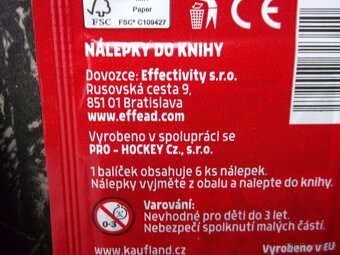 Paper
FSC
FSC® C109427
NÁLEPKY DO KNIHY
Dovozce: Effectivity s.r.o.
Rusovská cesta 9,
851 01 Bratislava
www.effead.com
Vyrobeno v spolupráci se
PRO - HOCKEY Cz., s.r.o.
1 balíček obsahuje 6 ks nálepek.
Nálepky vyjměte z obalu a nalepte do knihy.
0-3
Varování:
Nevhodné pro děti do 3 let.
Nebezpečí spolknutí malých částí.
www.kaufland.cz
Vyrobeno v EU